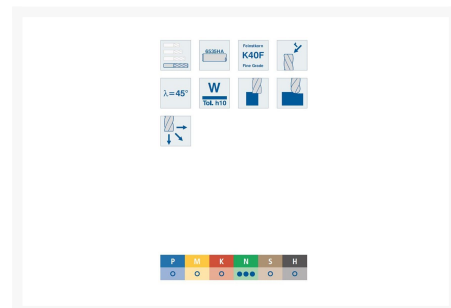 6535HA
Feinstkorn
K40F
Fine Grade
λ=45°
W
Tol. h10
P M K N S H